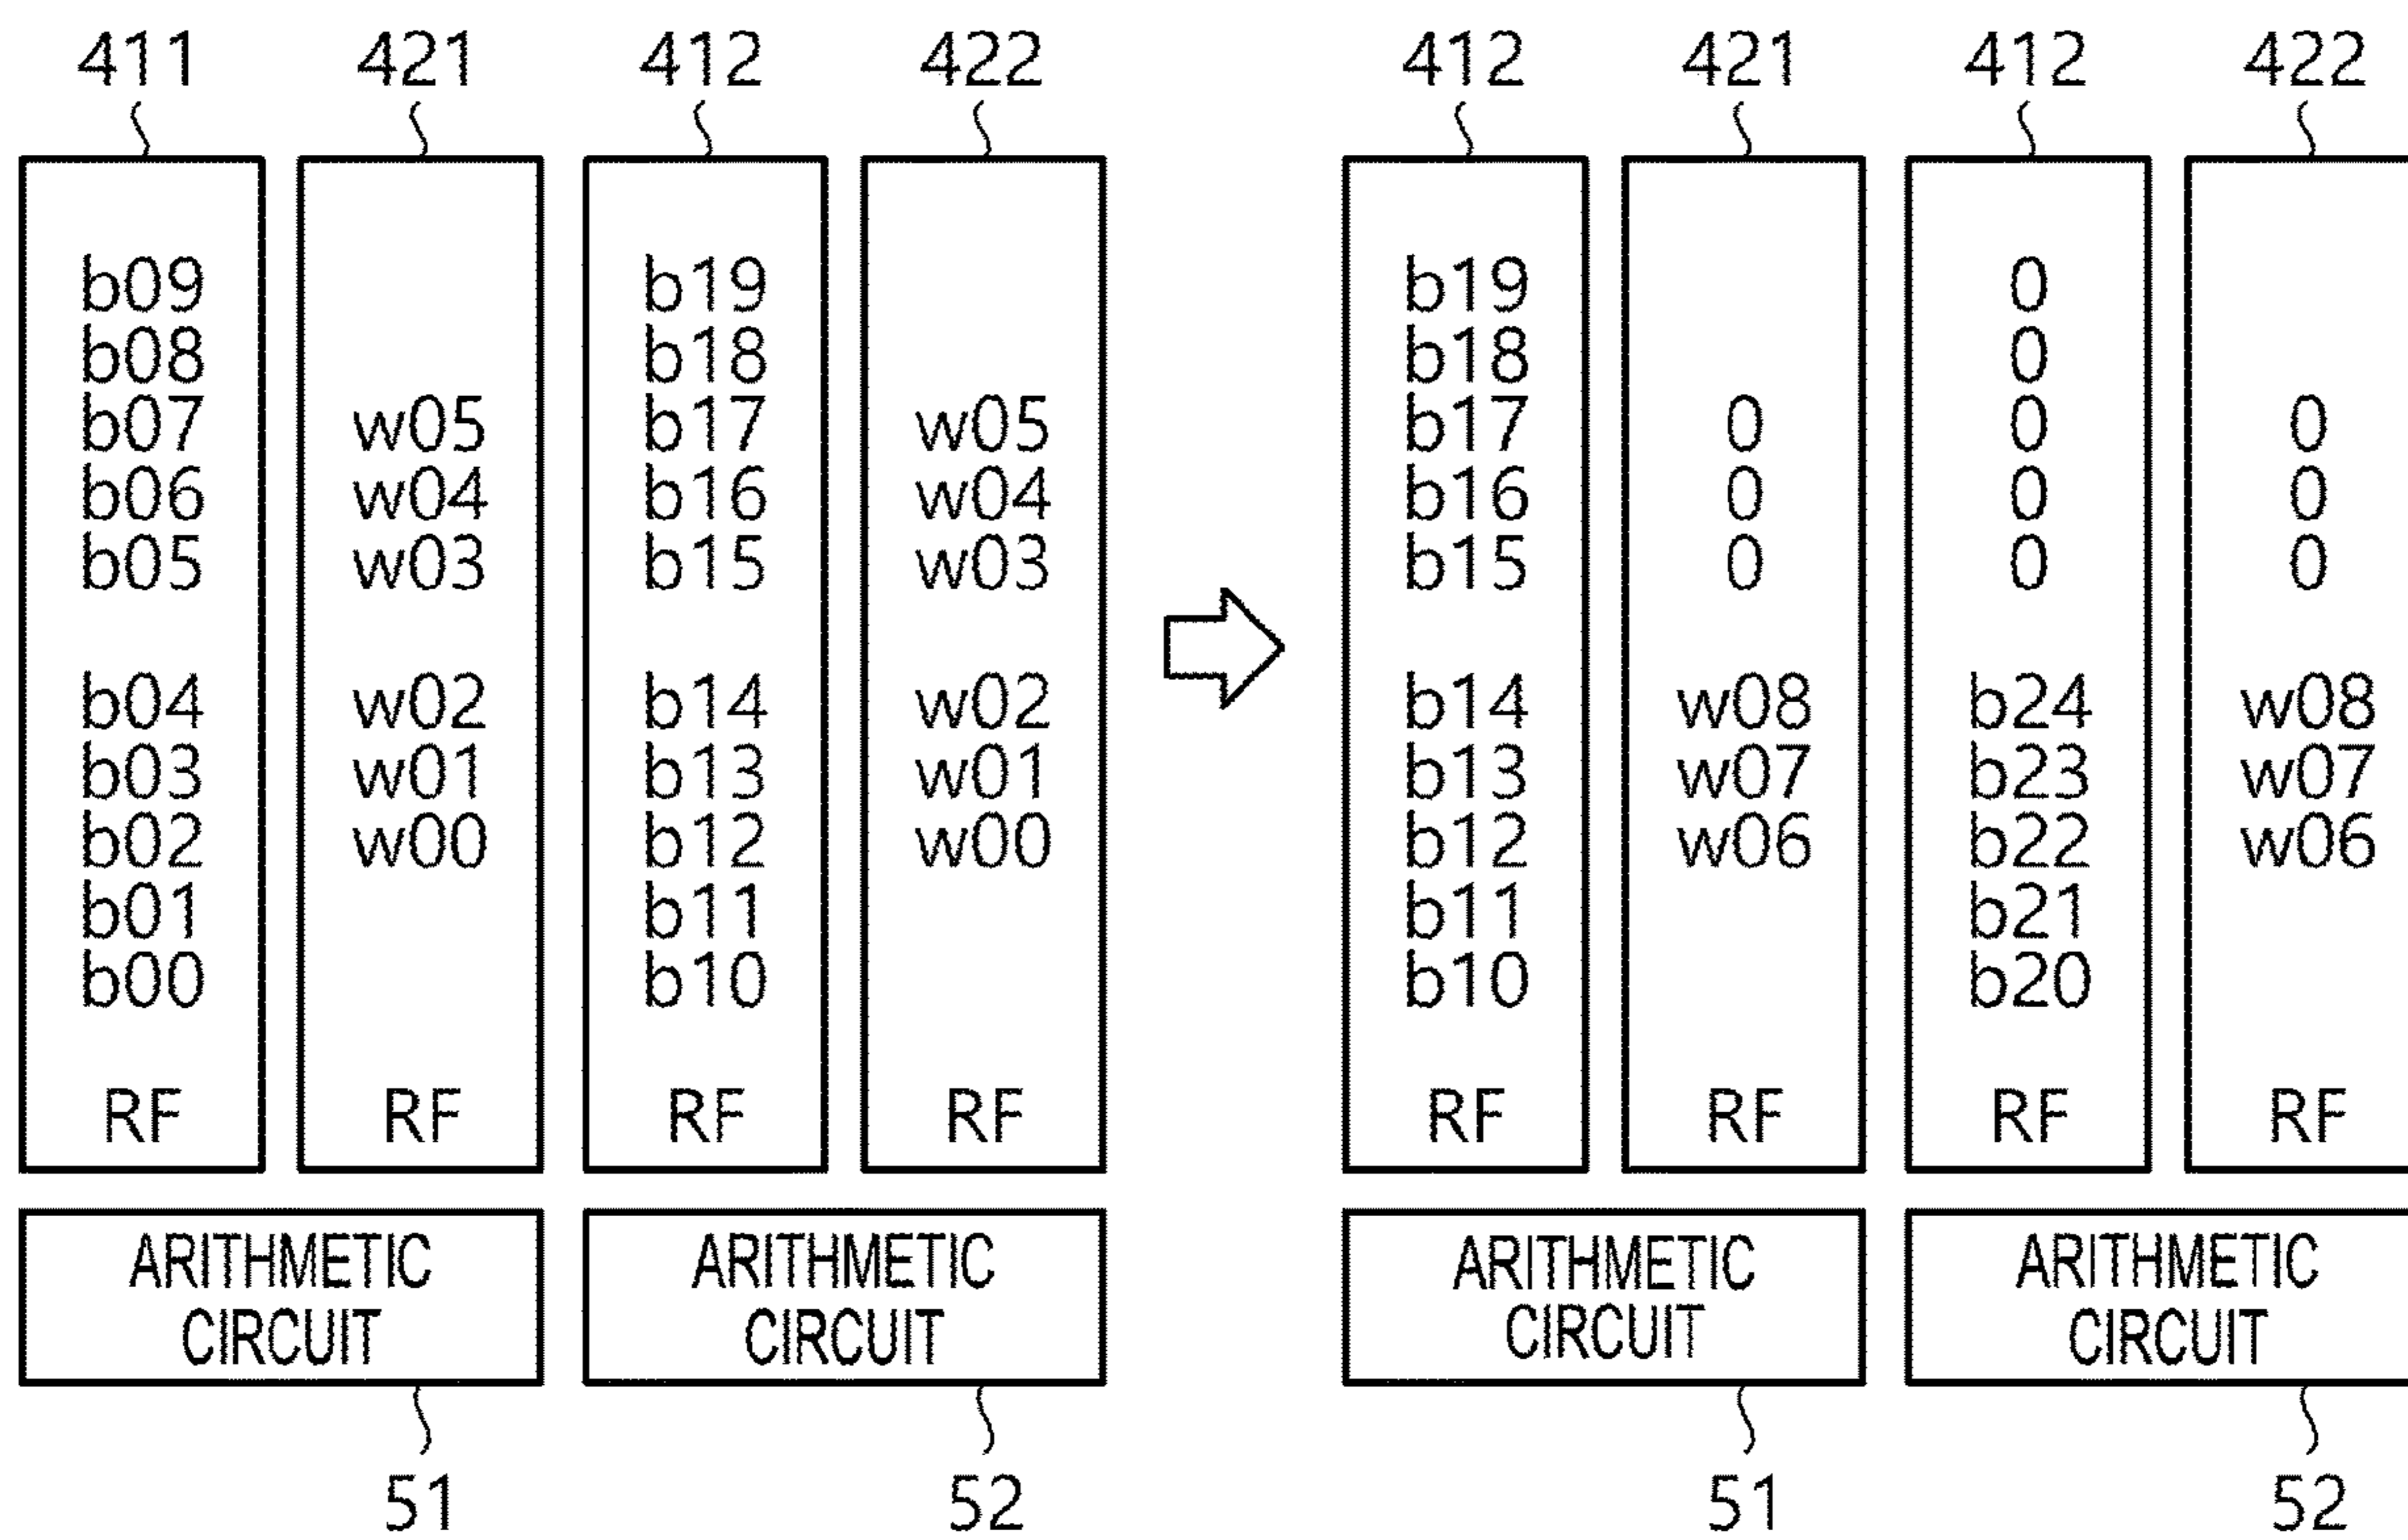 411 421 412 422 412 421 412 422
b09 b19 b19 0
b08 b18 b18 0
b07 w05 b17 w05 b17 0 0 0
b06 w04 b16 w04 b16 0 0 0
b05 w03 b15 w03 b15 0 0 0
b04 w02 b14 w02 b14 w08 b24 w08
b03 w01 b13 w01 b13 w07 b23 w07
b02 w00 b12 w00 b12 w06 b22 w06
b01 b11 b11 b21
b00 b10 b10 b20
RF RF RF RF RF RF RF RF
ARITHMETIC ARITHMETIC ARITHMETIC ARITHMETIC
CIRCUIT CIRCUIT CIRCUIT CIRCUIT
51 52 51 52